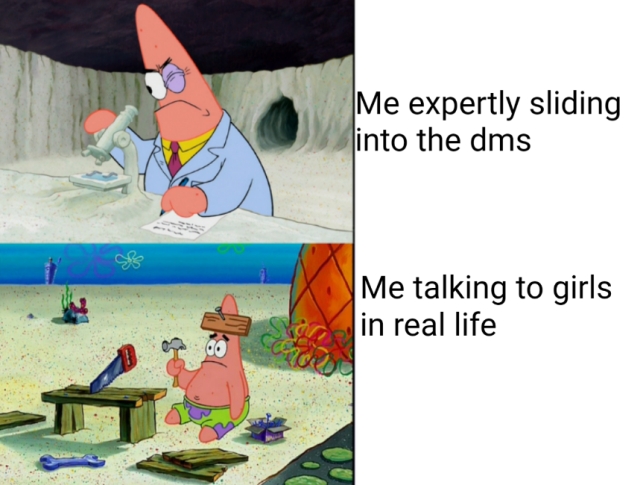 Me expertly sliding
into the dms
Me talking to girls
in real life